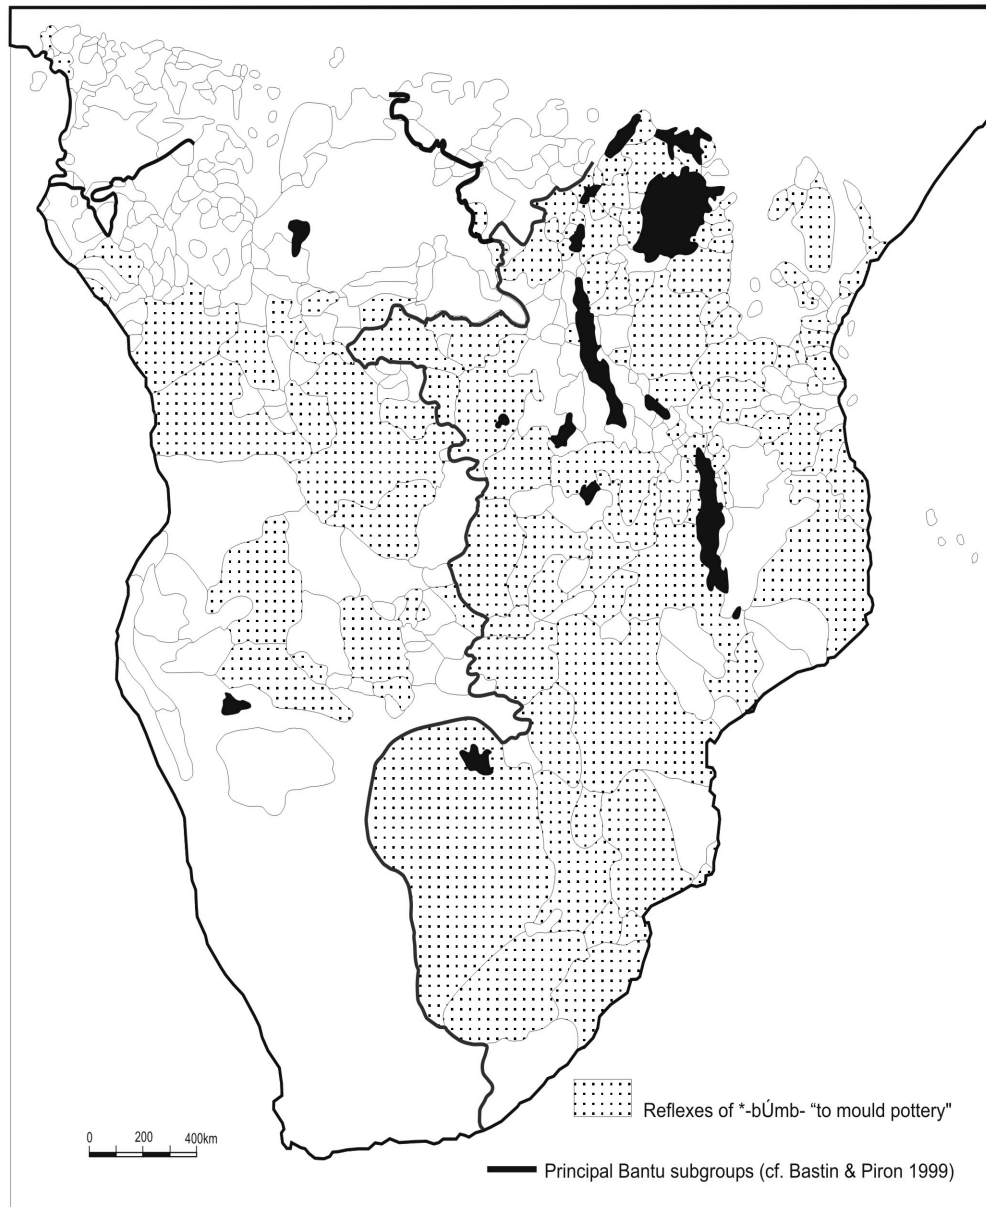 Reflexes of *-bÚmb- “to mould pottery"
0 200 400km
Principal Bantu subgroups (cf. Bastin & Piron 1999)